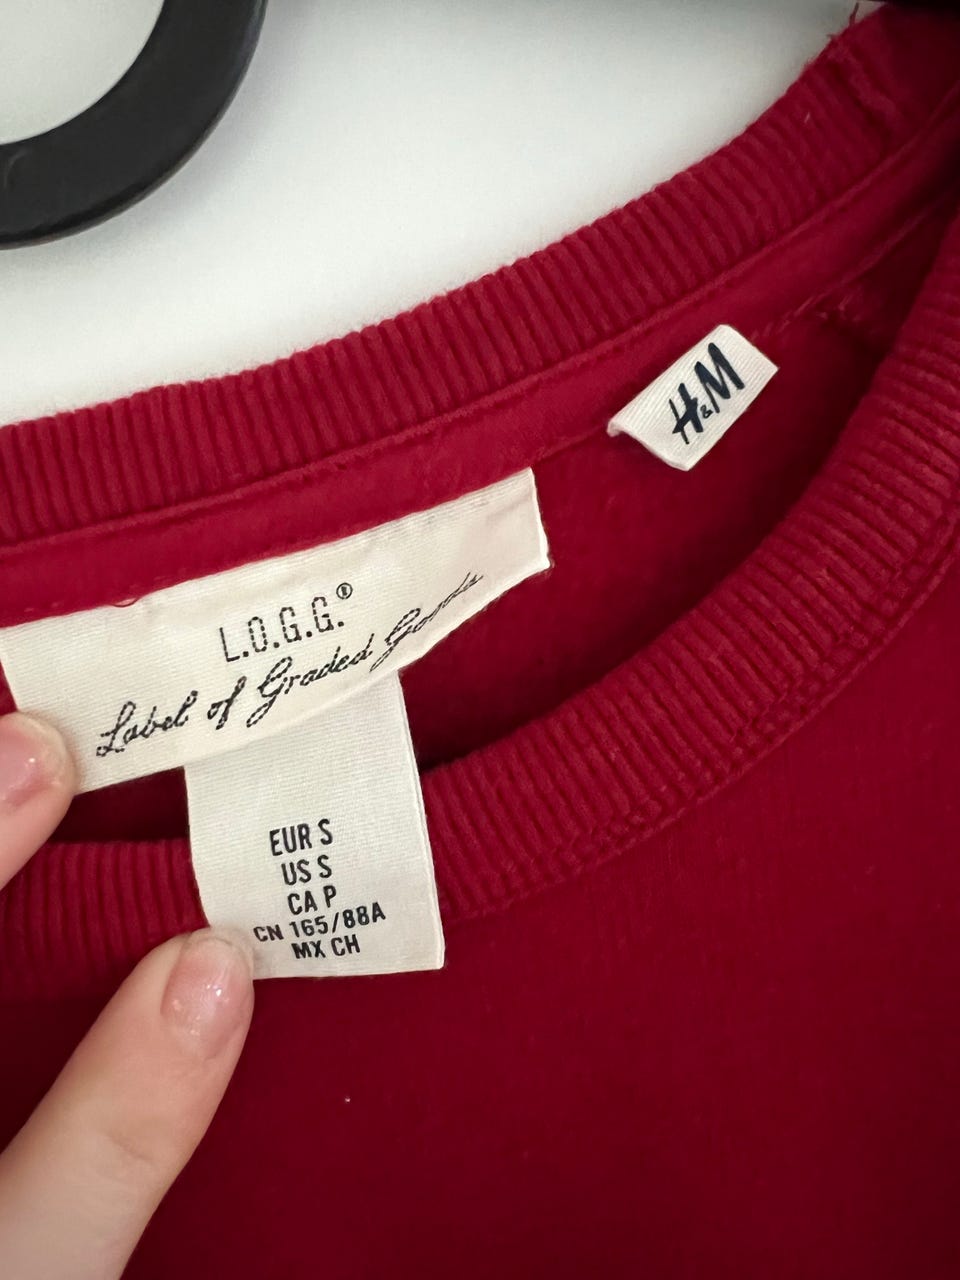 H&M
L.O.G.G.®
Label of Graded Goods
EUR S
US S
CA P
CN 165/88A
MX CH